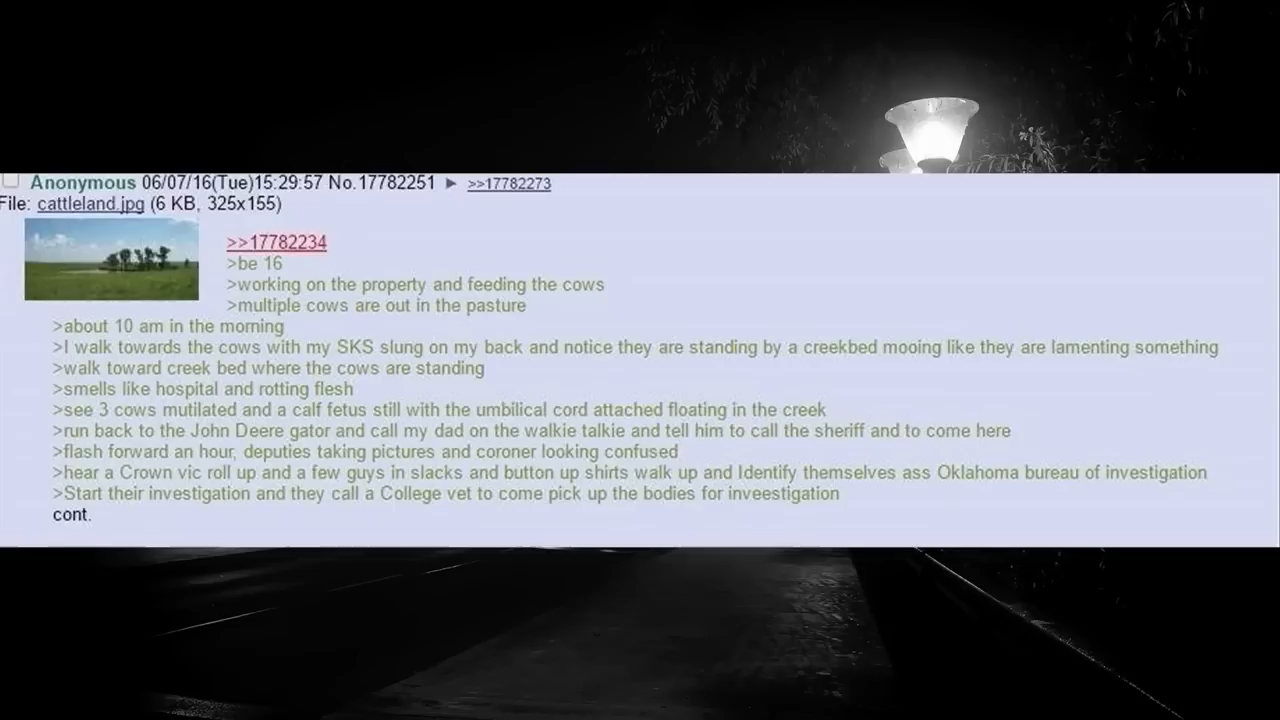 Anonymous 06/07/16(Tue)15:29:57 No.17782251 ▶ >>17782273
File: cattleland.jpg (6 KB, 325x155)
>>17782234
>be 16
>working on the property and feeding the cows
>multiple cows are out in the pasture
>about 10 am in the morning
>I walk towards the cows with my SKS slung on my back and notice they are standing by a creekbed mooing like they are lamenting something
>walk toward creek bed where the cows are standing
>smells like hospital and rotting flesh
>see 3 cows mutilated and a calf fetus still with the umbilical cord attached floating in the creek
>run back to the John Deere gator and call my dad on the walkie talkie and tell him to call the sheriff and to come here
>flash forward an hour, deputies taking pictures and coroner looking confused
>hear a Crown vic roll up and a few guys in slacks and button up shirts walk up and Identify themselves ass Oklahoma bureau of investigation
>Start their investigation and they call a College vet to come pick up the bodies for inveestigation
cont.